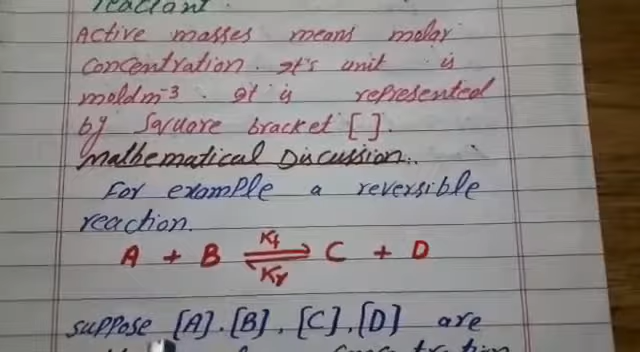 reactant.
Active masses means molar
concentration. It's unit is
moldm⁻³. It is represented
by square bracket [ ].
Mathematical Discussion..
For example a reversible
reaction.
A + B ⇌ C + D
Kf
Kr
suppose [A]. [B], [C], [D] are